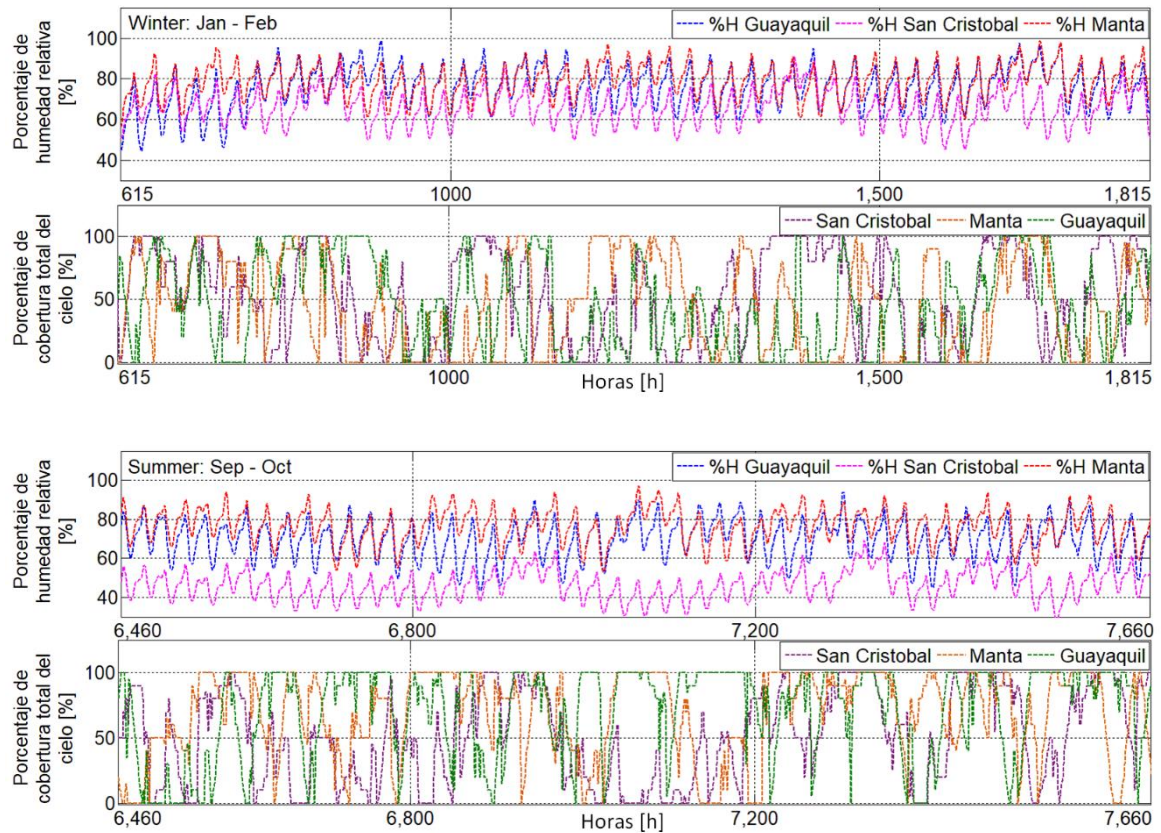 Winter: Jan - Feb
%H Guayaquil %H San Cristobal %H Manta
Porcentaje de
humedad relativa
[%]
100
80
60
40
615 1000 1,500 1,815
San Cristobal Manta Guayaquil
Porcentaje de
cobertura total del
cielo [%]
100
50
0
615 1000 1,500 1,815
Horas [h]
Summer: Sep - Oct
%H Guayaquil %H San Cristobal %H Manta
Porcentaje de
humedad relativa
[%]
100
80
60
40
6,460 6,800 7,200 7,660
San Cristobal Manta Guayaquil
Porcentaje de
cobertura total del
cielo [%]
100
50
0
6,460 6,800 7,200 7,660
Horas [h]